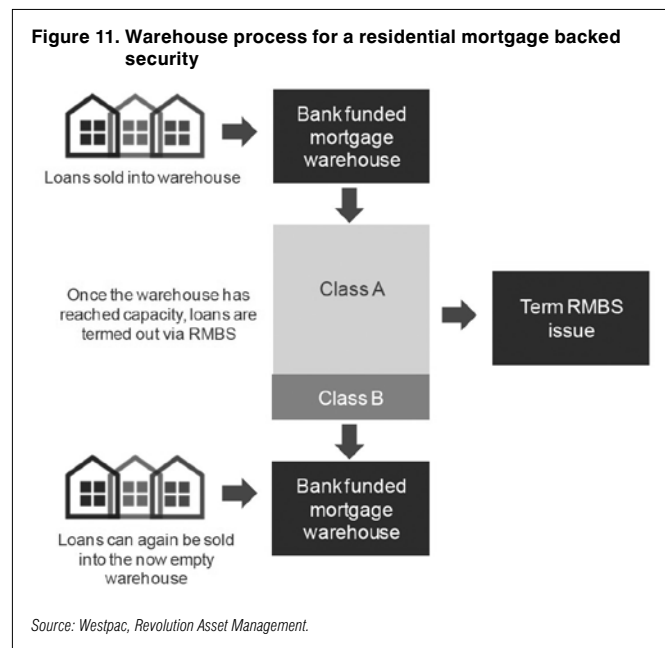 Figure 11. Warehouse process for a residential mortgage backed
security
Bank funded
mortgage
warehouse
Loans sold into warehouse
Once the warehouse has
reached capacity, loans are
termed out via RMBS
Class A
Term RMBS
issue
Class B
Bank funded
mortgage
warehouse
Loans can again be sold
into the now empty
warehouse
Source: Westpac, Revolution Asset Management.